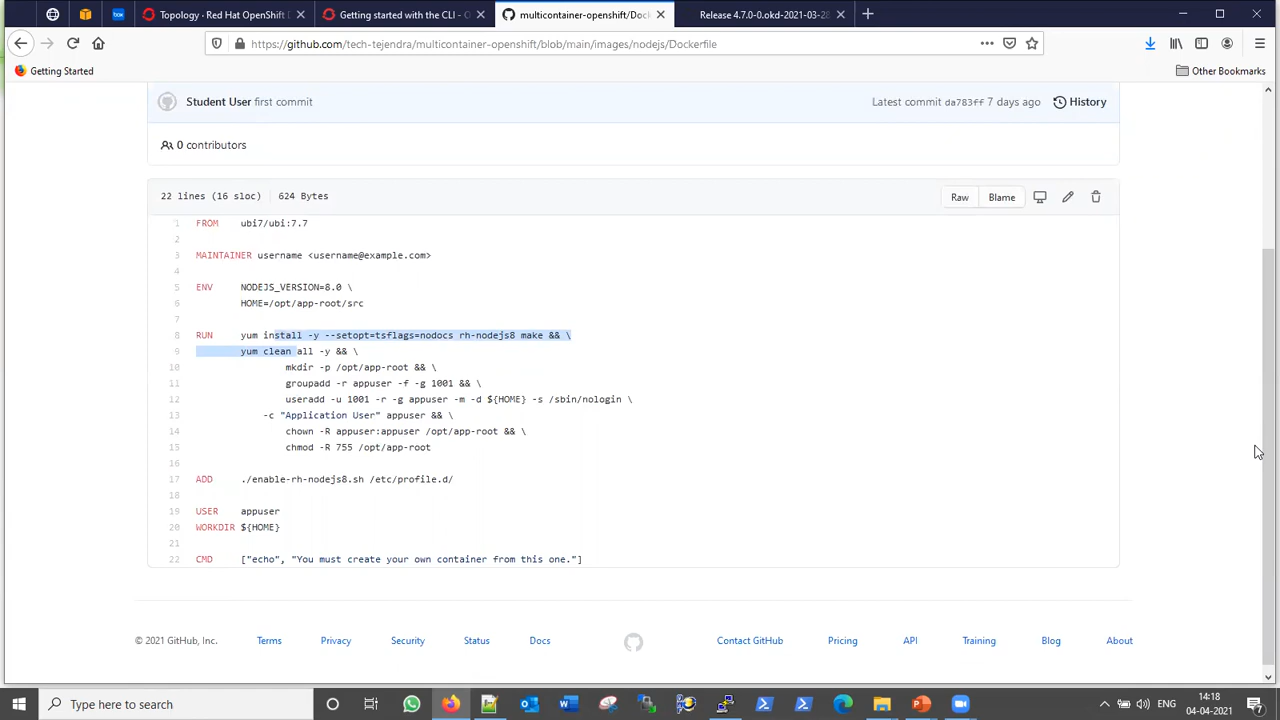 Topology · Red Hat OpenShift D
Getting started with the CLI - O
multicontainer-openshift/Dock
Release 4.7.0-0.okd-2021-03-28
https://github.com/tech-tejendra/multicontainer-openshift/blob/main/images/nodejs/Dockerfile
Getting Started
Other Bookmarks
Student User first commit
Latest commit da783ff 7 days ago
History
0 contributors
22 lines (16 sloc) 624 Bytes
Raw
Blame
1 FROM ubi7/ubi:7.7
2
3 MAINTAINER username <username@example.com>
4
5 ENV NODEJS_VERSION=8.0 \
6 HOME=/opt/app-root/src
7
8 RUN yum install -y --setopt=tsflags=nodocs rh-nodejs8 make && \
9 yum clean all -y && \
10 mkdir -p /opt/app-root && \
11 groupadd -r appuser -f -g 1001 && \
12 useradd -u 1001 -r -g appuser -m -d ${HOME} -s /sbin/nologin \
13 -c "Application User" appuser && \
14 chown -R appuser:appuser /opt/app-root && \
15 chmod -R 755 /opt/app-root
16
17 ADD ./enable-rh-nodejs8.sh /etc/profile.d/
18
19 USER appuser
20 WORKDIR ${HOME}
21
22 CMD ["echo", "You must create your own container from this one."]
© 2021 GitHub, Inc.
Terms
Privacy
Security
Status
Docs
Contact GitHub
Pricing
API
Training
Blog
About
Type here to search
ENG
14:18
04-04-2021